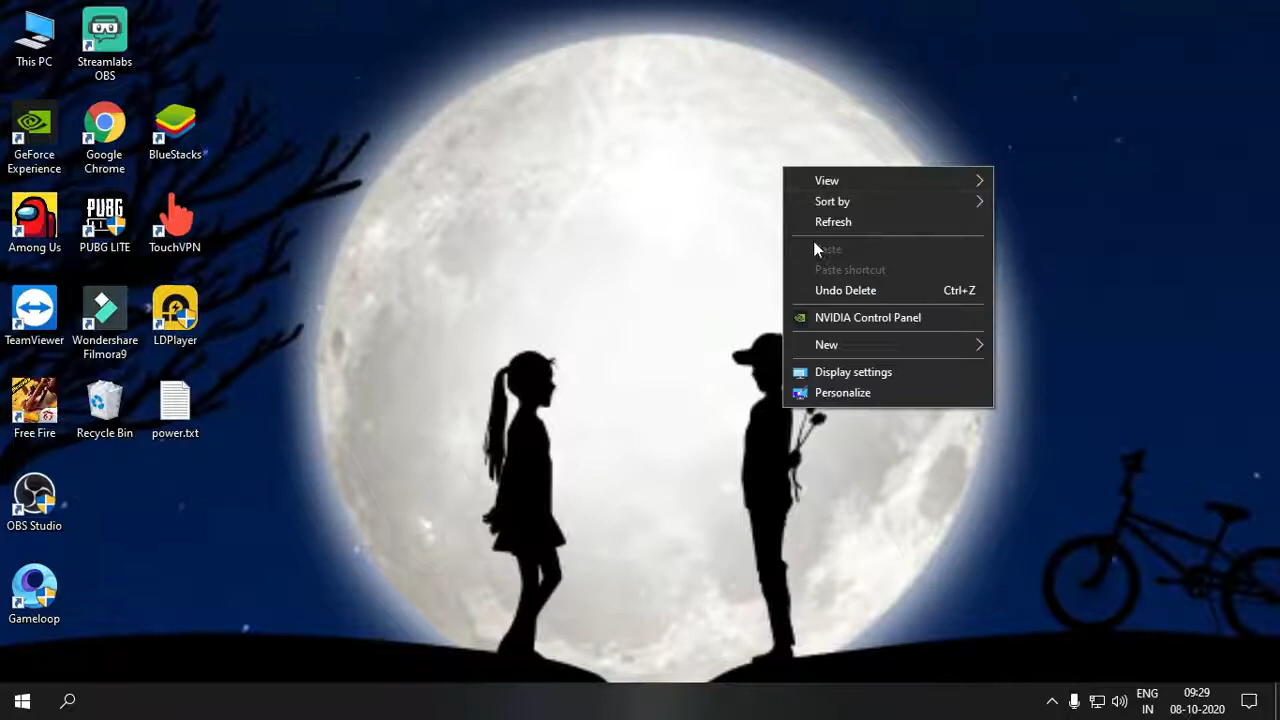 This PC
Streamlabs
OBS
GeForce
Experience
Google
Chrome
BlueStacks
Among Us
PUBG
LITE
PUBG LITE
TouchVPN
TeamViewer
Wondershare
Filmora9
LDPlayer
Free Fire
Recycle Bin
power.txt
OBS Studio
Gameloop
View
Sort by
Refresh
Paste shortcut
Undo Delete Ctrl+Z
NVIDIA Control Panel
New
Display settings
Personalize
ENG
IN
09:29
08-10-2020